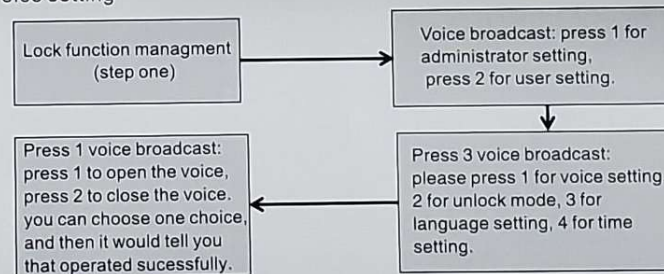 Lock function managment
(step one)
Voice broadcast: press 1 for
administrator setting,
press 2 for user setting.
Press 3 voice broadcast:
please press 1 for voice setting
2 for unlock mode, 3 for
language setting, 4 for time
setting.
Press 1 voice broadcast:
press 1 to open the voice,
press 2 to close the voice.
you can choose one choice,
and then it would tell you
that operated sucessfully.